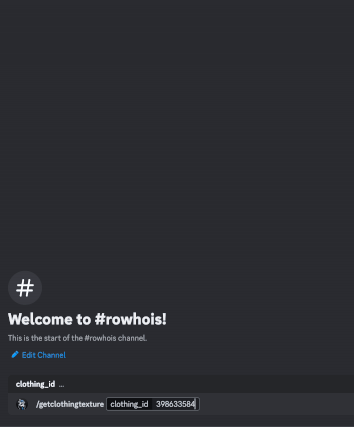 #
Welcome to #rowhois!
This is the start of the #rowhois channel.
Edit Channel
clothing_id ...
/getclothingtexture clothing_id 398633584